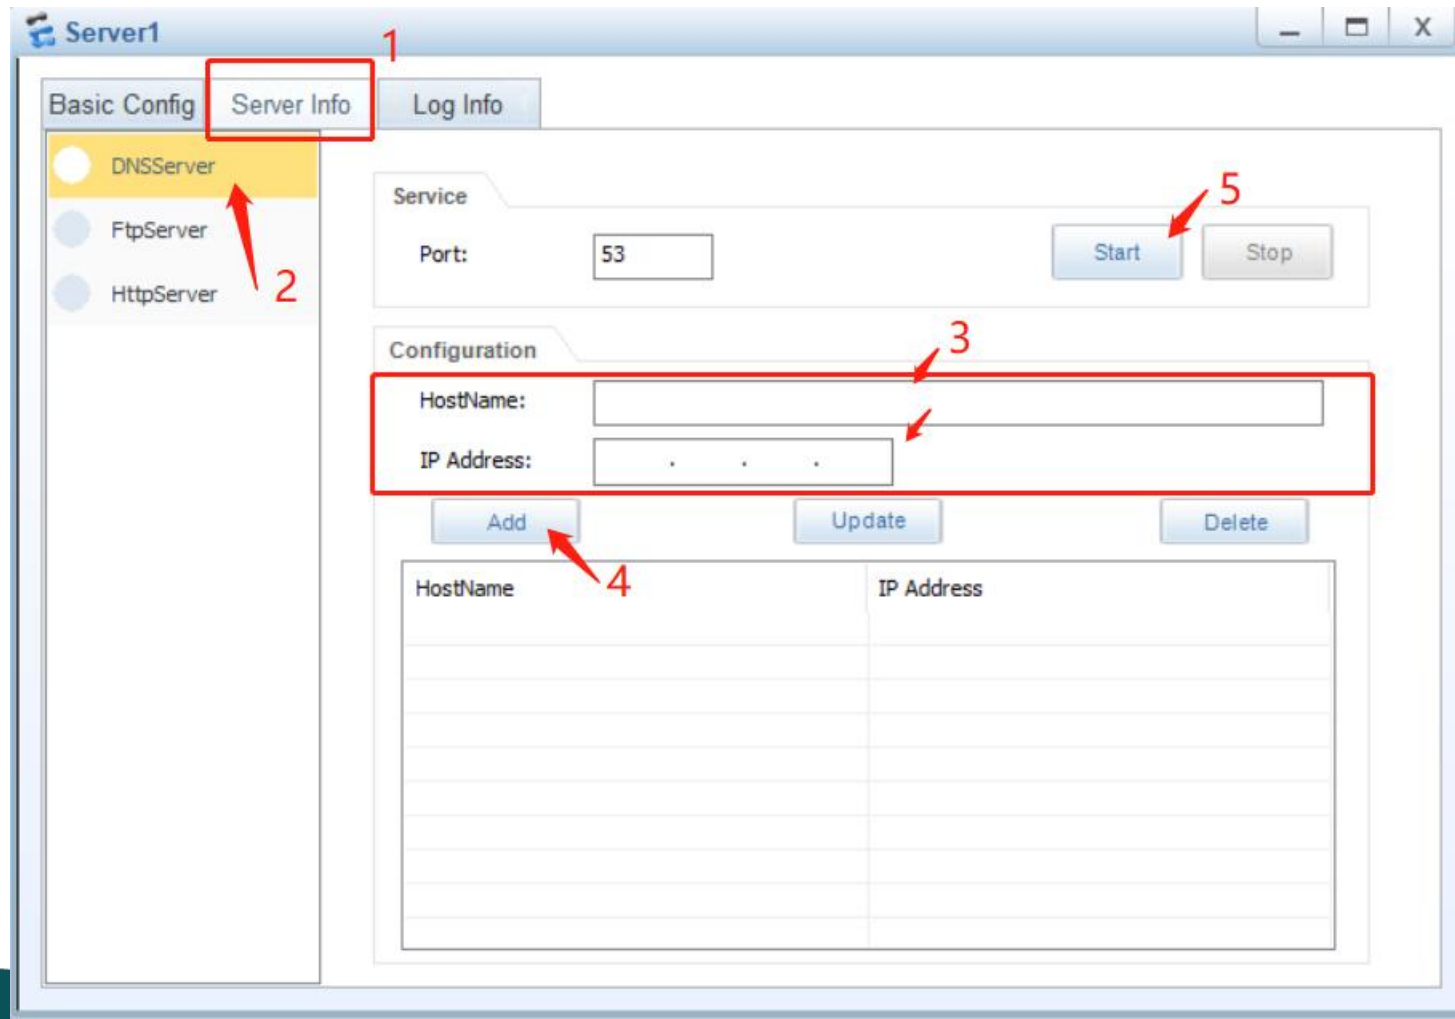 Server1
1
Basic Config Server Info Log Info
DNSServer
FtpServer
HttpServer
2
Service
5
Port: 53 Start Stop
Configuration
3
HostName:
IP Address: . . .
Add Update Delete
4
HostName IP Address